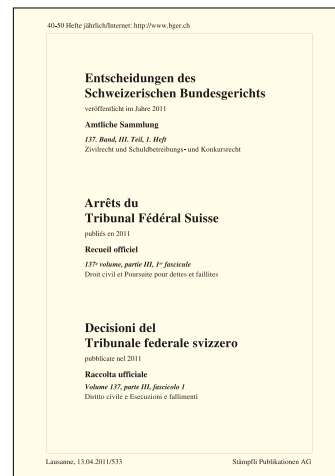 40-50 Hefte jährlich/Internet: http://www.bger.ch
Entscheidungen des
Schweizerischen Bundesgerichts
veröffentlicht im Jahre 2011
Amtliche Sammlung
137. Band, III. Teil, 1. Heft
Zivilrecht und Schuldbetreibungs- und Konkursrecht
Arrêts du
Tribunal Fédéral Suisse
publiés en 2011
Recueil officiel
137e volume, partie III, 1er fascicule
Droit civil et Poursuite pour dettes et faillites
Decisioni del
Tribunale federale svizzero
pubblicate nel 2011
Raccolta ufficiale
Volume 137, parte III, fascicolo 1
Diritto civile e Esecuzioni e fallimenti
Lausanne, 13.04.2011/533 Stämpfli Publikationen AG